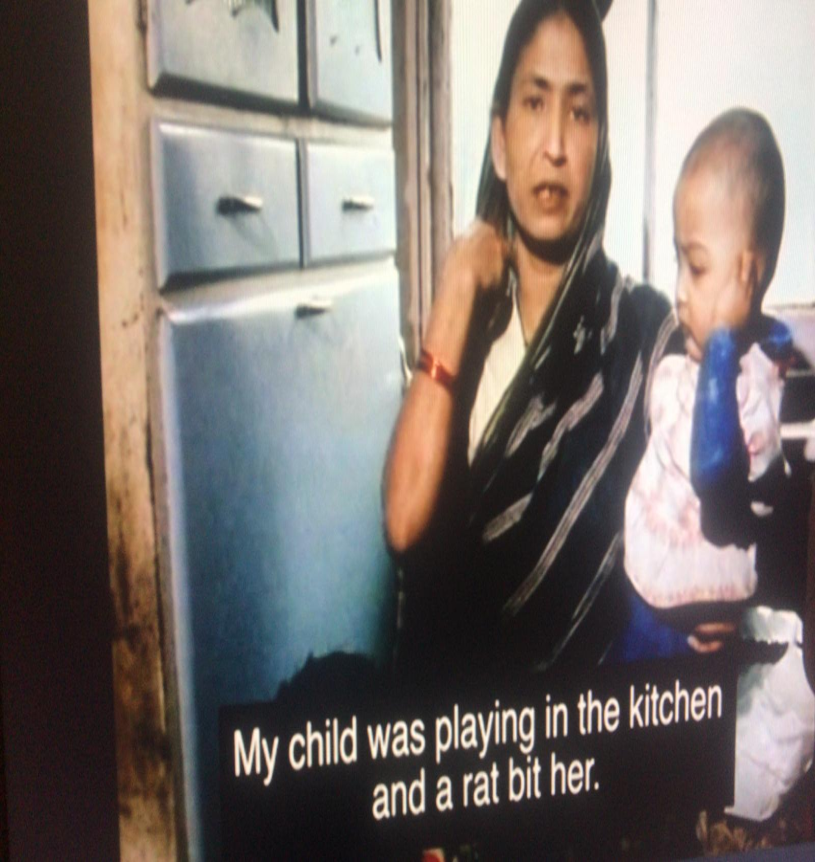 My child was playing in the kitchen
and a rat bit her.